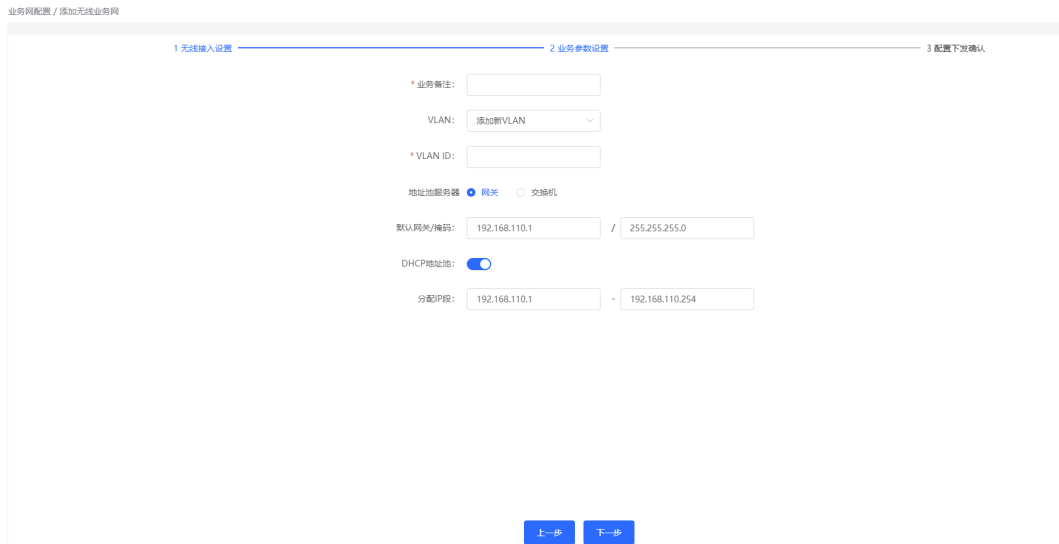 业务网配置 / 添加无线业务网
1 无线接入设置 2 业务参数设置 3 配置下发确认
* 业务备注：
VLAN： 添加新VLAN
* VLAN ID：
地址池服务器 网关 交换机
默认网关/掩码： 192.168.110.1 / 255.255.255.0
DHCP地址池：
分配IP段： 192.168.110.1 - 192.168.110.254
上一步 下一步